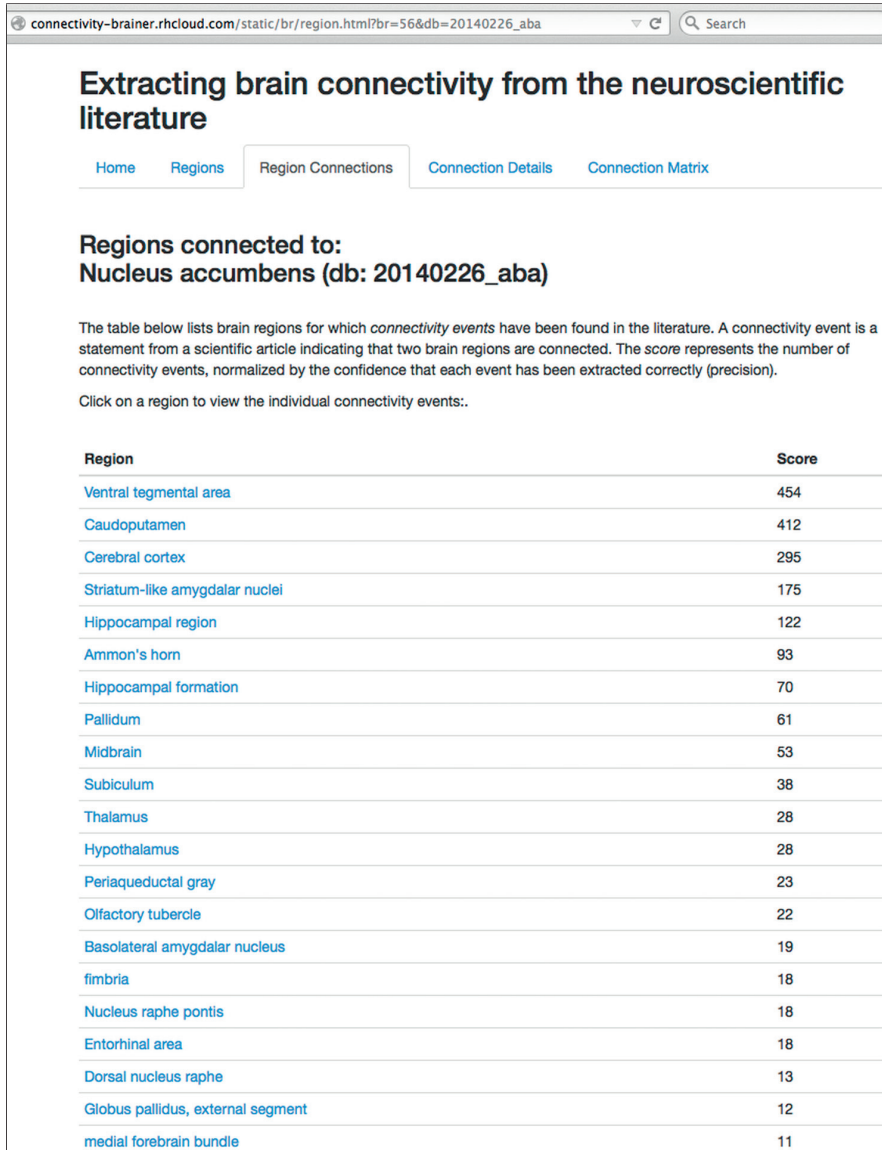 connectivity-brainer.rhcloud.com/static/br/region.html?br=56&db=20140226_aba
Search
Extracting brain connectivity from the neuroscientific
literature
Home Regions Region Connections Connection Details Connection Matrix
Regions connected to:
Nucleus accumbens (db: 20140226_aba)
The table below lists brain regions for which connectivity events have been found in the literature. A connectivity event is a
statement from a scientific article indicating that two brain regions are connected. The score represents the number of
connectivity events, normalized by the confidence that each event has been extracted correctly (precision).
Click on a region to view the individual connectivity events:.
Region Score
Ventral tegmental area 454
Caudoputamen 412
Cerebral cortex 295
Striatum-like amygdalar nuclei 175
Hippocampal region 122
Ammon's horn 93
Hippocampal formation 70
Pallidum 61
Midbrain 53
Subiculum 38
Thalamus 28
Hypothalamus 28
Periaqueductal gray 23
Olfactory tubercle 22
Basolateral amygdalar nucleus 19
fimbria 18
Nucleus raphe pontis 18
Entorhinal area 18
Dorsal nucleus raphe 13
Globus pallidus, external segment 12
medial forebrain bundle 11